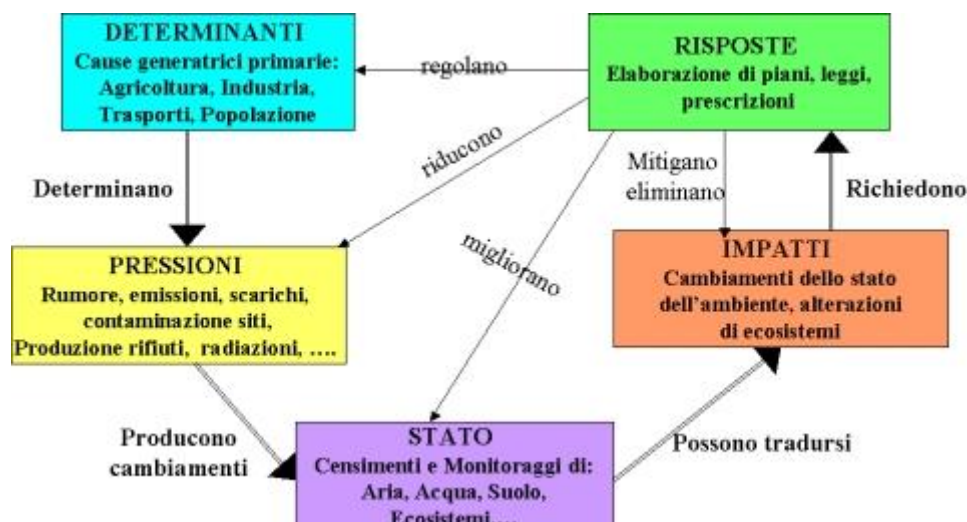 DETERMINANTI
Cause generatrici primarie:
Agricoltura, Industria,
Trasporti, Popolazione
regolano
RISPOSTE
Elaborazione di piani, leggi,
prescrizioni
Determinano
riducono
Mitigano
eliminano
Richiedono
PRESSIONI
Rumore, emissioni, scarichi,
contaminazione siti,
Produzione rifiuti, radiazioni, ….
migliorano
IMPATTI
Cambiamenti dello stato
dell'ambiente, alterazioni
di ecosistemi
Producono
cambiamenti
STATO
Censimenti e Monitoraggi di:
Aria, Acqua, Suolo,
Ecosistemi….
Possono tradursi